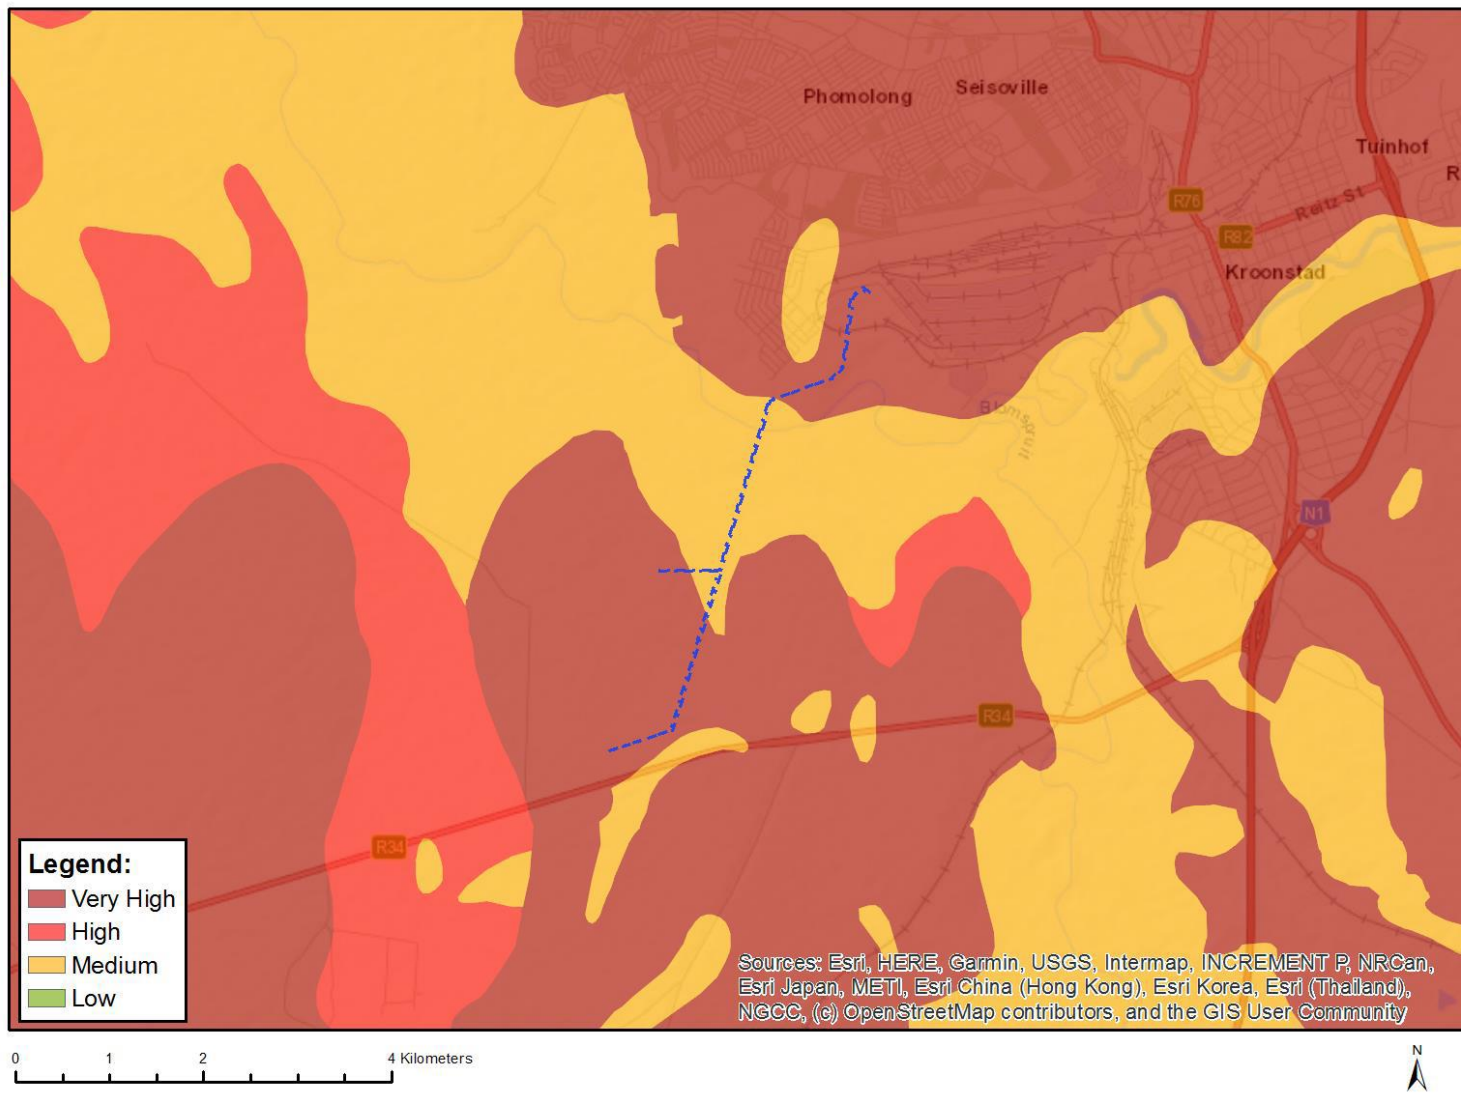 Phomolong
Seisoville
Tuinhof
R
R76
Reitz St
R82
Kroonstad
Blomspruit
N1
R34
R34
Legend:
Very High
High
Medium
Low
Sources: Esri, HERE, Garmin, USGS, Intermap, INCREMENT P, NRCan,
Esri Japan, METI, Esri China (Hong Kong), Esri Korea, Esri (Thailand),
NGCC, (c) OpenStreetMap contributors, and the GIS User Community
0 1 2 4 Kilometers
N